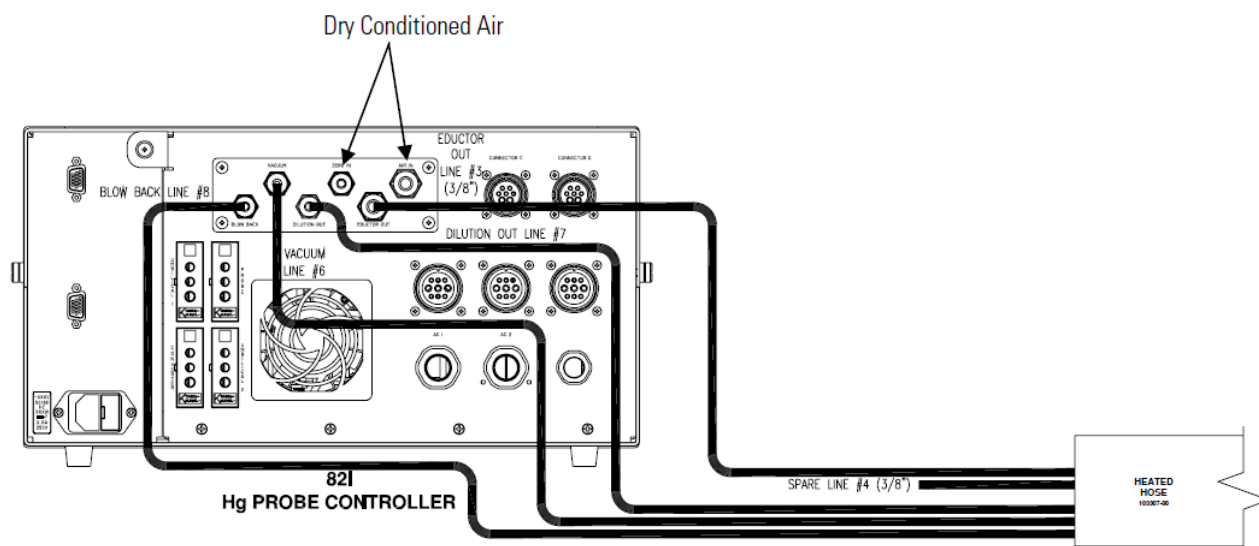 Dry Conditioned Air
EDUCTOR
OUT
LINE #3
(3/8")
CONNECTOR C
CONNECTOR D
VACUUM
ZERO IN
AIR IN
BLOW BACK LINE #8
BLOW BACK
DILUTION OUT
EDUCTOR OUT
DILUTION OUT LINE #7
VACUUM
LINE #6
AC 1
AC 2
82i
Hg PROBE CONTROLLER
SPARE LINE #4 (3/8")
HEATED
HOSE